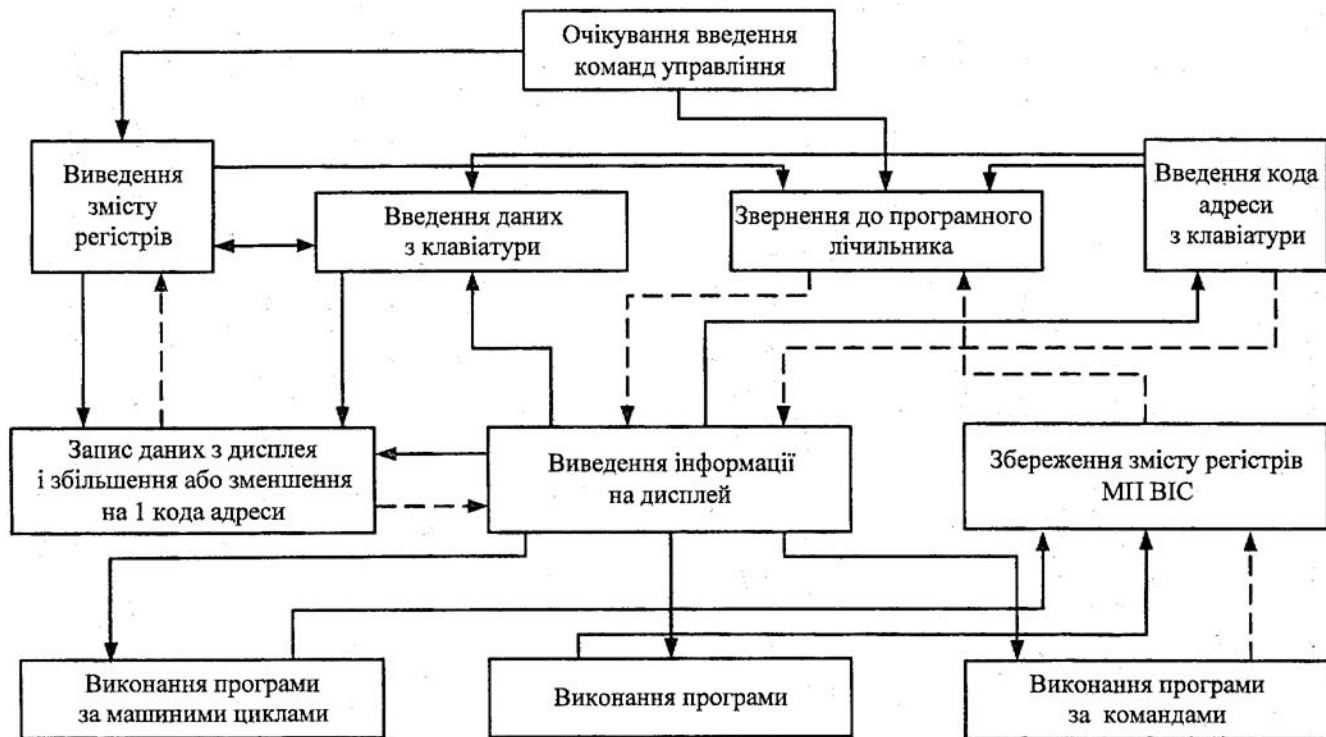 Очікування введення
команд управління
Виведення
змісту
регістрів
Введення даних
з клавіатури
Звернення до програмного
лічильника
Введення кода
адреси
з клавіатури
Запис даних з дисплея
і збільшення або зменшення
на 1 кода адреси
Виведення інформації
на дисплей
Збереження змісту регістрів
МП ВІС
Виконання програми
за машиними циклами
Виконання програми
Виконання програми
за командами